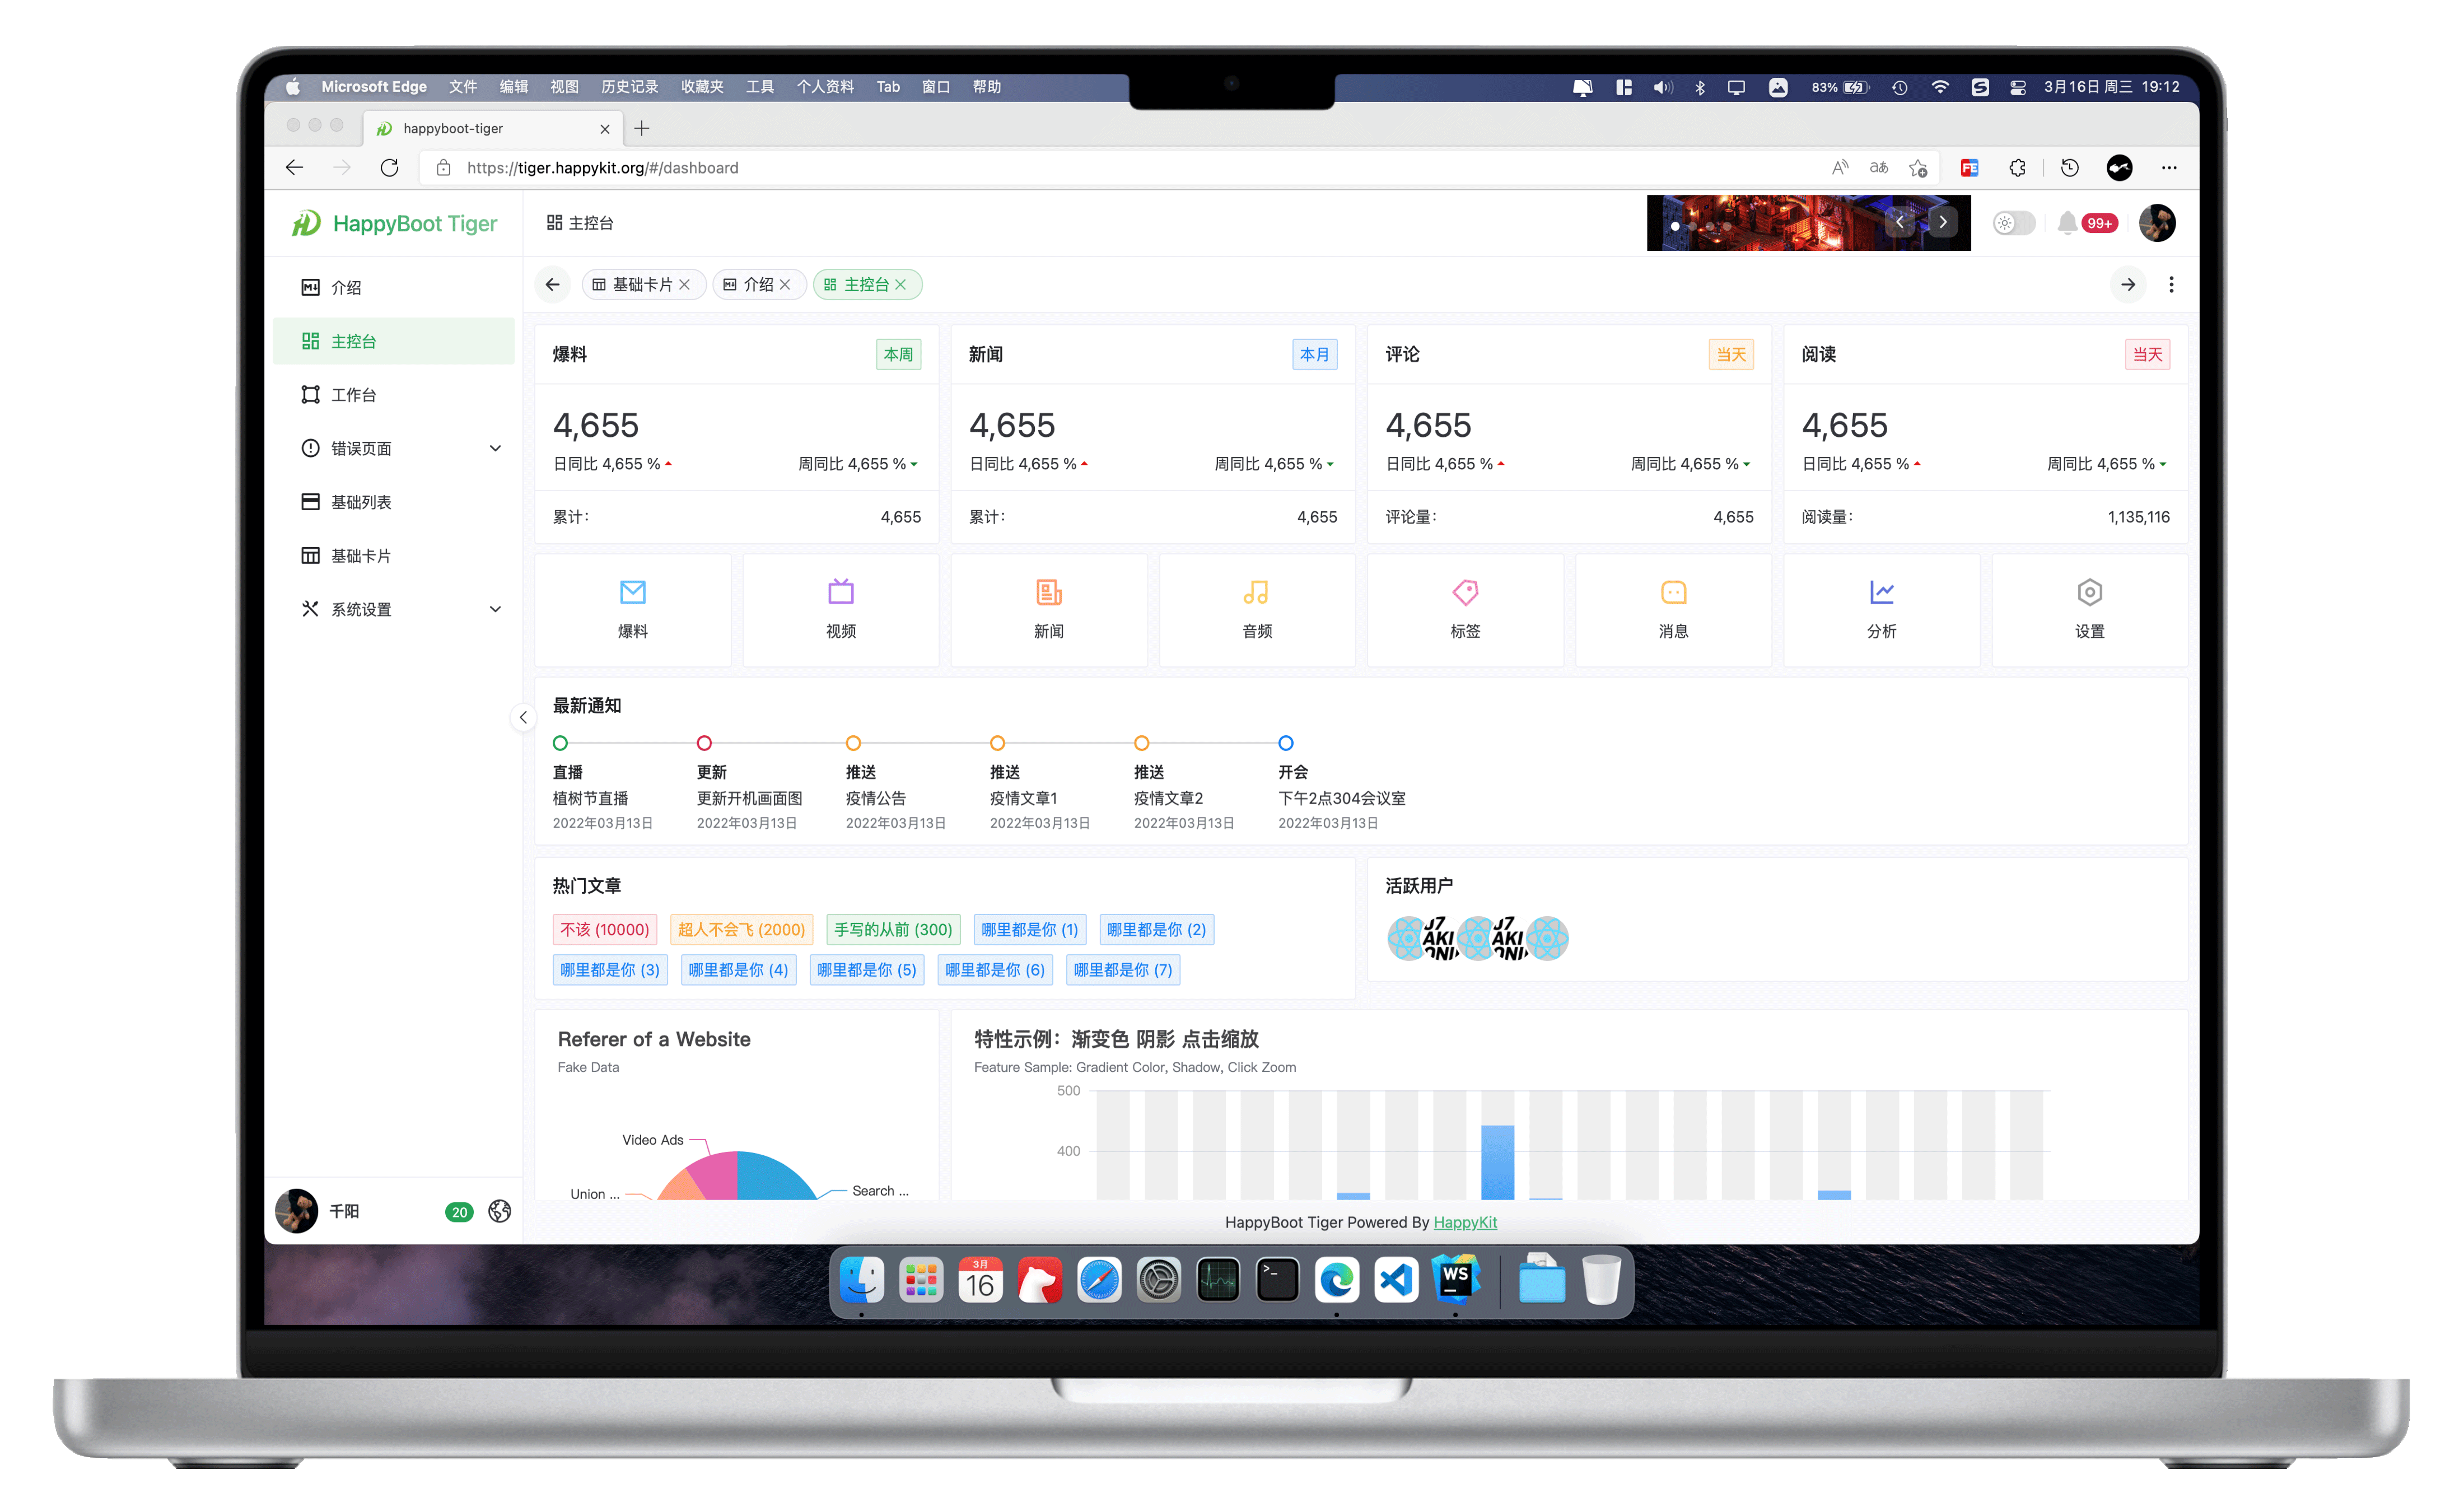 Microsoft Edge 文件 编辑 视图 历史记录 收藏夹 工具 个人资料 Tab 窗口 帮助 83% 3月16日 周三 19:12
happyboot-tiger
https://tiger.happykit.org/#/dashboard
HappyBoot Tiger
主控台
99+
介绍
主控台
工作台
错误页面
基础列表
基础卡片
系统设置
千阳 20
基础卡片 介绍 主控台
爆料 本周
4,655
日同比 4,655 % 周同比 4,655 %
累计: 4,655
新闻 本月
4,655
日同比 4,655 % 周同比 4,655 %
累计: 4,655
评论 当天
4,655
日同比 4,655 % 周同比 4,655 %
评论量: 4,655
阅读 当天
4,655
日同比 4,655 % 周同比 4,655 %
阅读量: 1,135,116
爆料 视频 新闻 音频 标签 消息 分析 设置
最新通知
直播 更新 推送 推送 推送 开会
植树节直播 更新开机画面图 疫情公告 疫情文章1 疫情文章2 下午2点304会议室
2022年03月13日 2022年03月13日 2022年03月13日 2022年03月13日 2022年03月13日 2022年03月13日
热门文章
不该 (10000) 超人不会飞 (2000) 手写的从前 (300) 哪里都是你 (1) 哪里都是你 (2)
哪里都是你 (3) 哪里都是你 (4) 哪里都是你 (5) 哪里都是你 (6) 哪里都是你 (7)
活跃用户
Referer of a Website
Fake Data
Video Ads
Union ...
Search ...
特性示例：渐变色 阴影 点击缩放
Feature Sample: Gradient Color, Shadow, Click Zoom
500
400
HappyBoot Tiger Powered By HappyKit
3月
16
WS